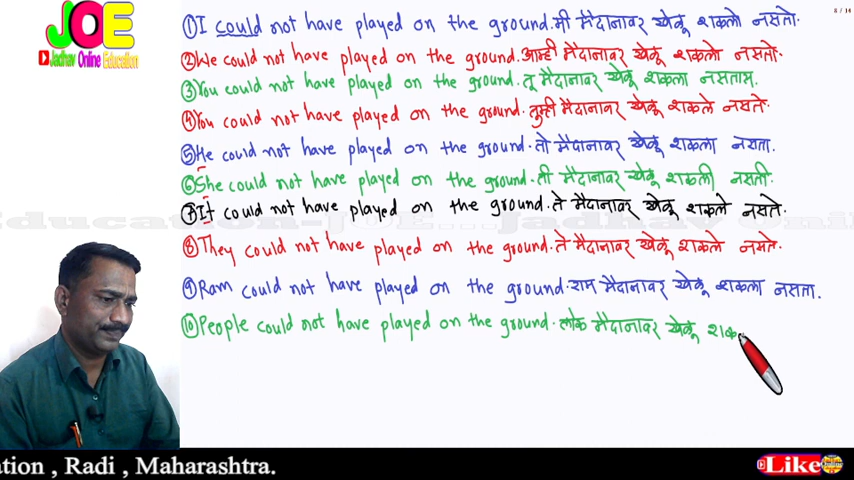 8 / 14
JOE
Jadhav Online Education
① I could not have played on the ground. मी मैदानावर खेळू शकलो नसतो.
② We could not have played on the ground. आम्ही मैदानावर खेळू शकलो नसतो.
③ You could not have played on the ground. तू मैदानावर खेळू शकला नसतास.
④ You could not have played on the ground. तुम्ही मैदानावर खेळू शकले नसते.
⑤ He could not have played on the ground. तो मैदानावर खेळू शकला नसता.
⑥ She could not have played on the ground. ती मैदानावर खेळू शकली नसती.
⑦ It could not have played on the ground. ते मैदानावर खेळू शकले नसते.
⑧ They could not have played on the ground. ते मैदानावर खेळू शकले नसते.
⑨ Ram could not have played on the ground. राम मैदानावर खेळू शकला नसता.
⑩ People could not have played on the ground. लोक मैदानावर खेळू शक
ation , Radi , Maharashtra.
Like